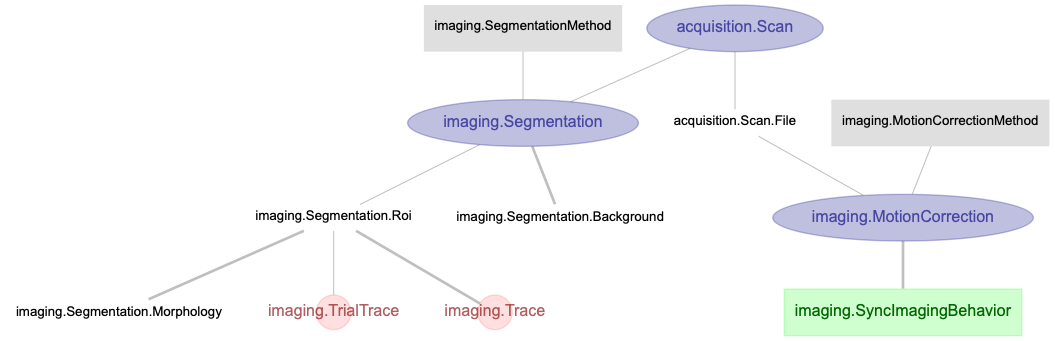 imaging.SegmentationMethod
acquisition.Scan
imaging.Segmentation
acquisition.Scan.File
imaging.MotionCorrectionMethod
imaging.Segmentation.Roi
imaging.Segmentation.Background
imaging.MotionCorrection
imaging.Segmentation.Morphology
imaging.TrialTrace
imaging.Trace
imaging.SyncImagingBehavior